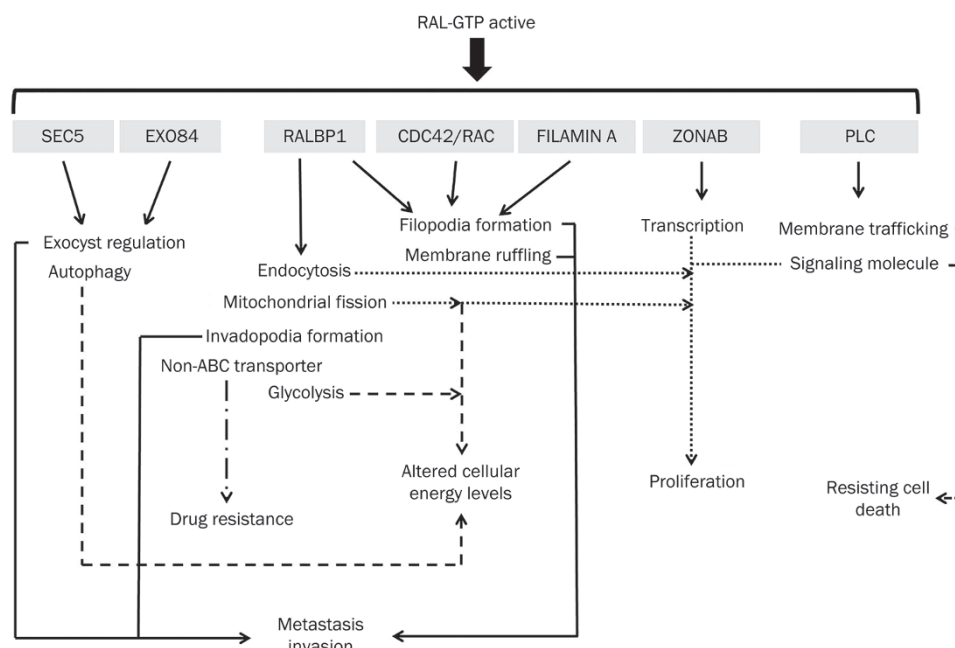 RAL-GTP active
SEC5
EXO84
RALBP1
CDC42/RAC
FILAMIN A
ZONAB
PLC
Filopodia formation
Transcription
Membrane trafficking
Exocyst regulation
Membrane ruffling
Signaling molecule
Autophagy
Endocytosis
Mitochondrial fission
Invadopodia formation
Non-ABC transporter
Glycolysis
Altered cellular
energy levels
Proliferation
Resisting cell
death
Drug resistance
Metastasis
invasion